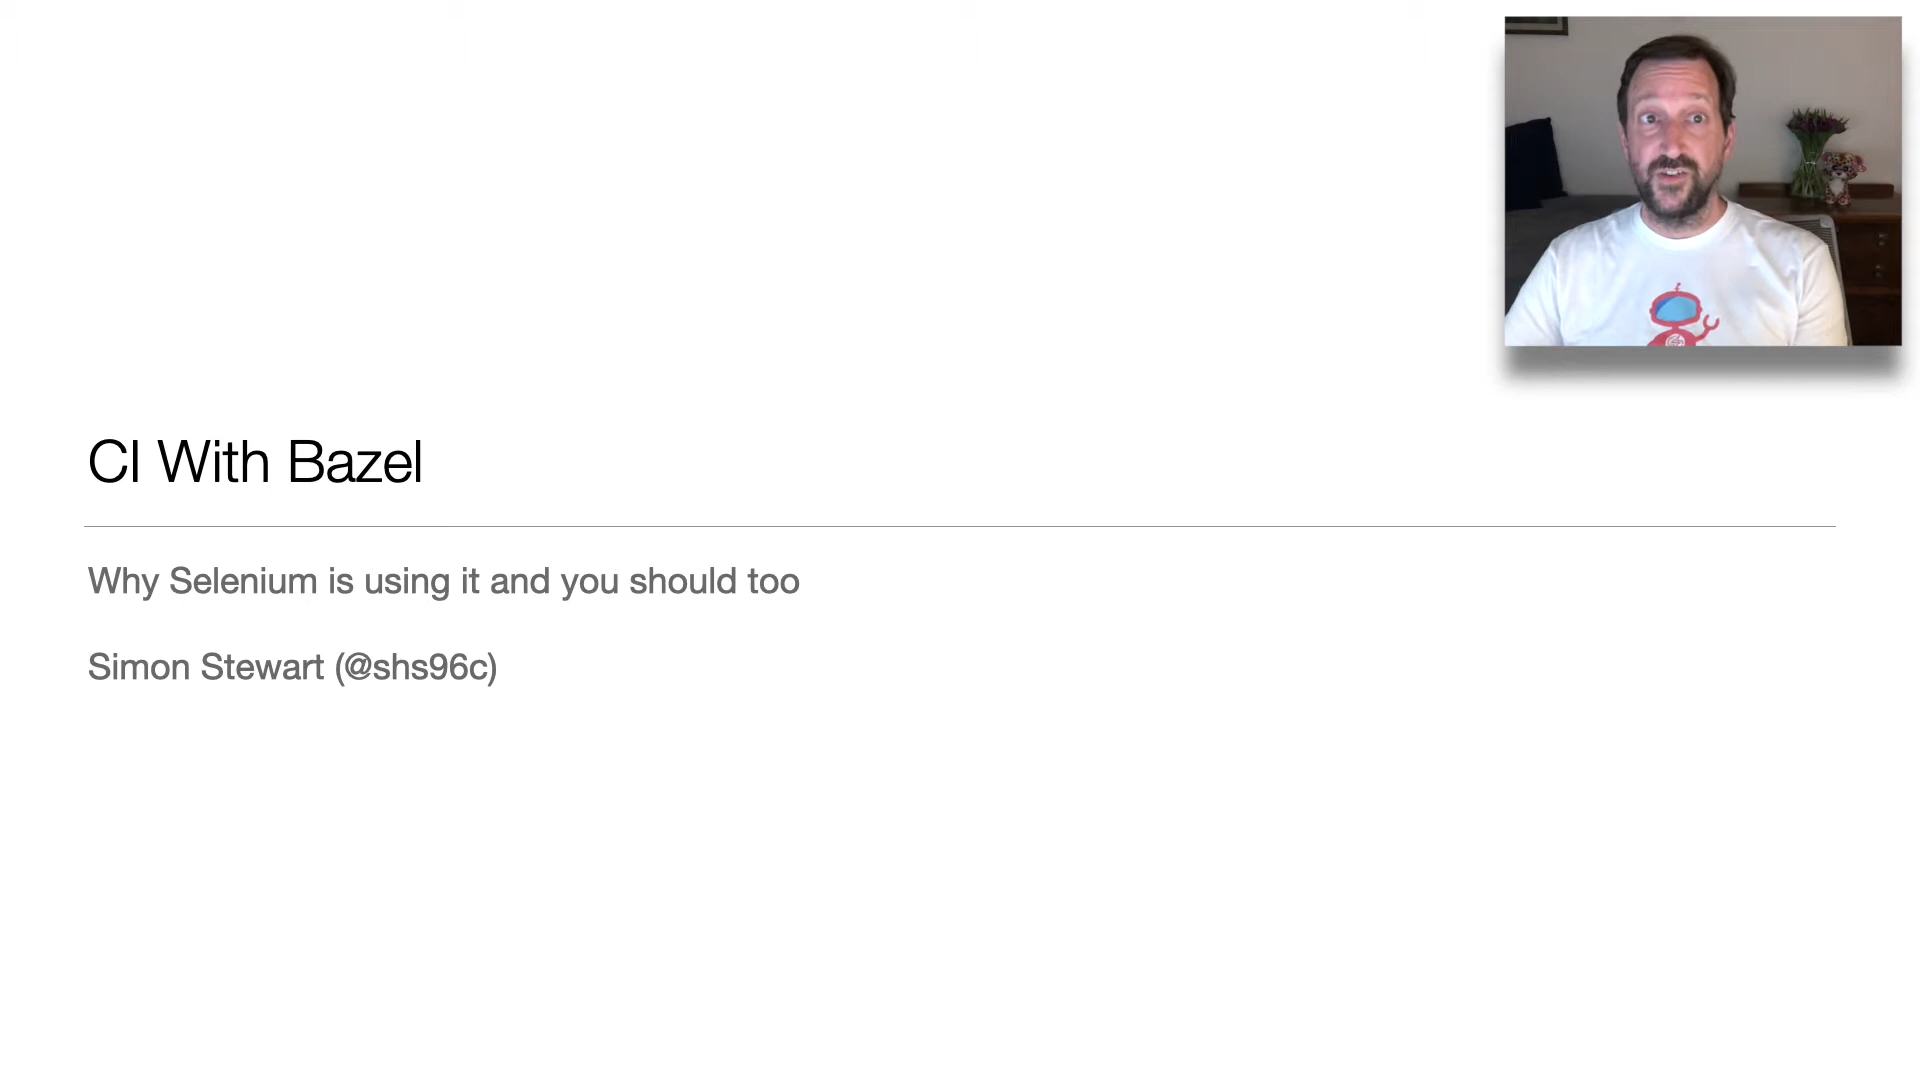 CI With Bazel
Why Selenium is using it and you should too
Simon Stewart (@shs96c)